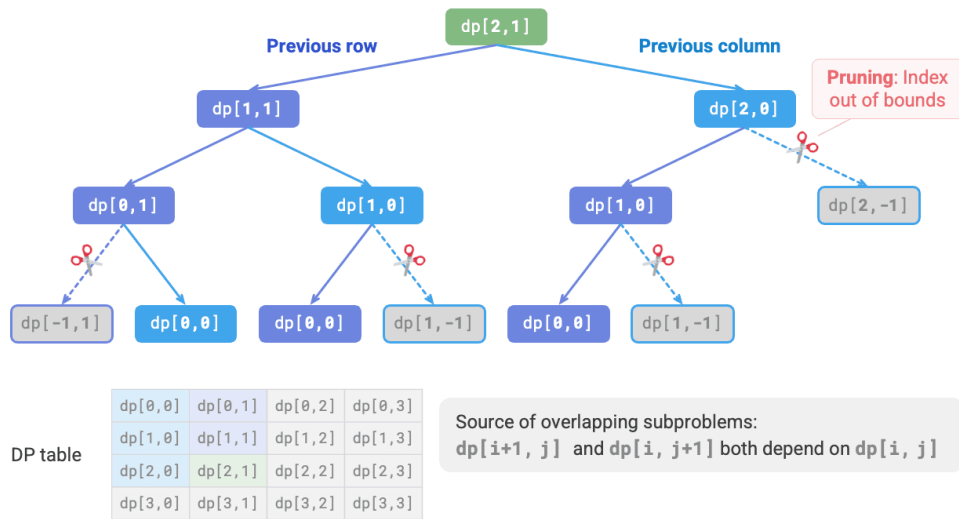 dp[2,1]
Previous row
Previous column
Pruning: Index
out of bounds
dp[1,1]
dp[2,0]
dp[0,1]
dp[1,0]
dp[1,0]
dp[2,-1]
dp[-1,1]
dp[0,0]
dp[0,0]
dp[1,-1]
dp[0,0]
dp[1,-1]
DP table
dp[0,0] dp[0,1] dp[0,2] dp[0,3]
dp[1,0] dp[1,1] dp[1,2] dp[1,3]
dp[2,0] dp[2,1] dp[2,2] dp[2,3]
dp[3,0] dp[3,1] dp[3,2] dp[3,3]
Source of overlapping subproblems:
dp[i+1, j] and dp[i, j+1] both depend on dp[i, j]